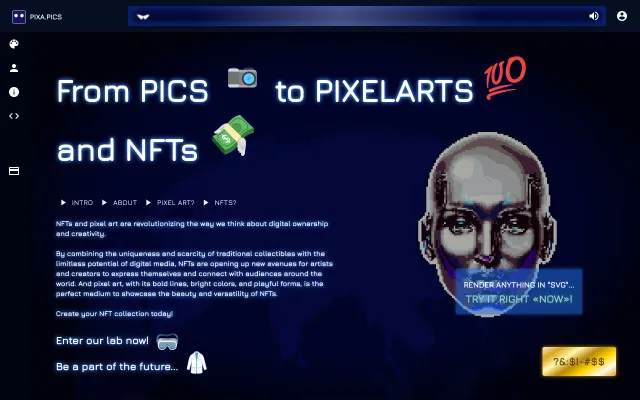 PIXA.PICS
From PICS to PIXELARTS
and NFTs
INTRO ABOUT PIXEL ART? NFTS?
NFTs and pixel art are revolutionizing the way we think about digital ownership
and creativity.
By combining the uniqueness and scarcity of traditional collectibles with the
limitless potential of digital media, NFTs are opening up new avenues for artists
and creators to express themselves and connect with audiences around the
world. And pixel art, with its bold lines, bright colors, and playful forms, is the
perfect medium to showcase the beauty and versatility of NFTs.
Create your NFT collection today!
Enter our lab now!
Be a part of the future...
RENDER ANYTHING IN "SVG"...
TRY IT RIGHT «NOW»!
?&:$!-#$$